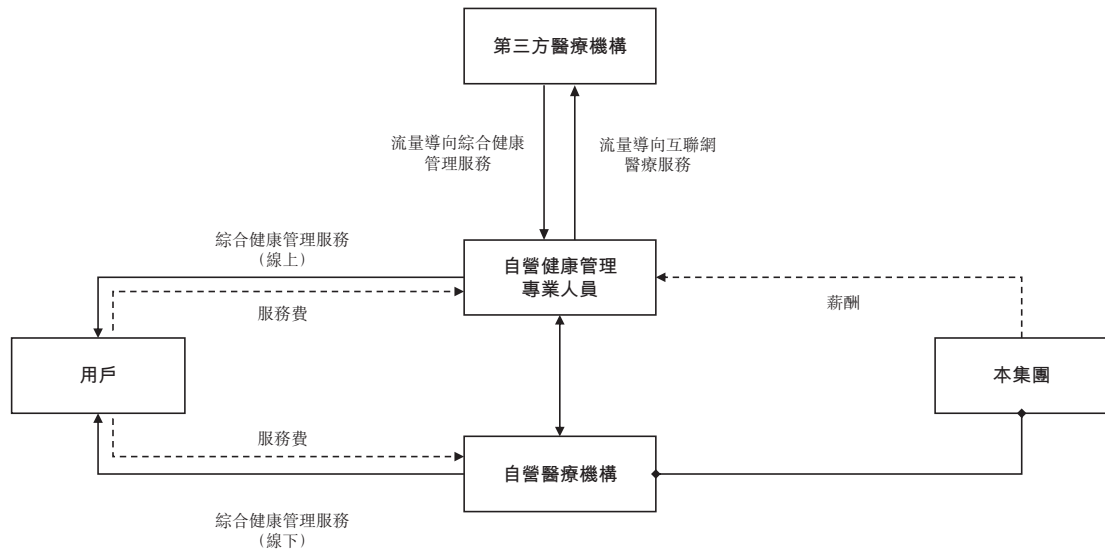 第三方醫療機構
流量導向綜合健康
管理服務
流量導向互聯網
醫療服務
綜合健康管理服務
（線上）
自營健康管理
專業人員
服務費
薪酬
用戶
本集團
服務費
自營醫療機構
綜合健康管理服務
（線下）